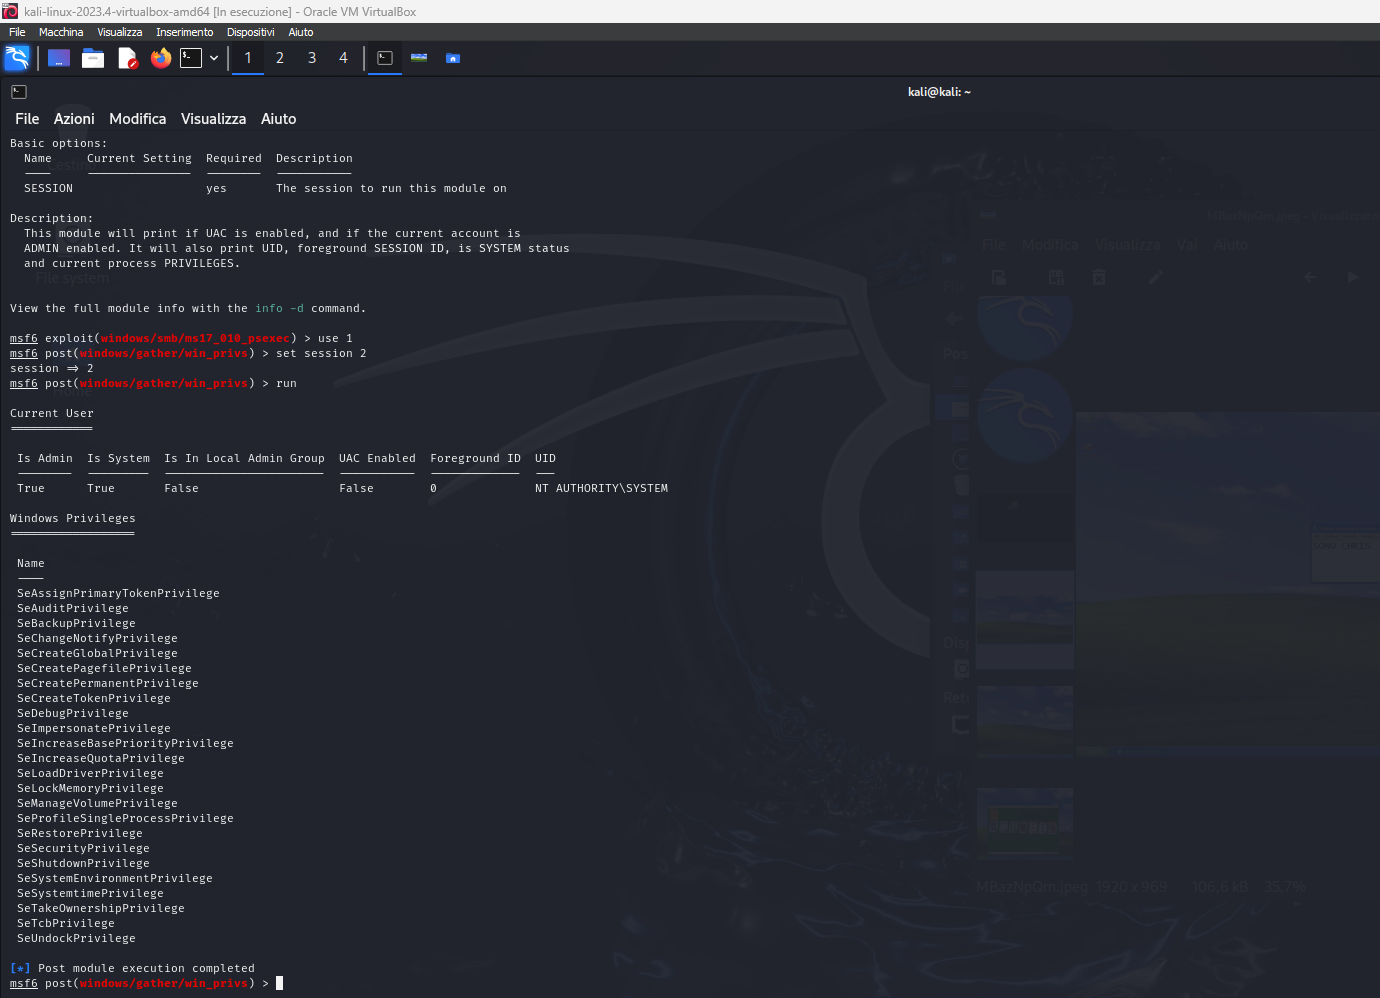 kali-linux-2023.4-virtualbox-amd64 [In esecuzione] - Oracle VM VirtualBox
File Macchina Visualizza Inserimento Dispositivi Aiuto
1 2 3 4
kali@kali: ~
File Azioni Modifica Visualizza Aiuto
Basic options:
Name Current Setting Required Description
SESSION yes The session to run this module on
Description:
This module will print if UAC is enabled, and if the current account is
ADMIN enabled. It will also print UID, foreground SESSION ID, is SYSTEM status
and current process PRIVILEGES.
File system
View the full module info with the info -d command.
msf6 exploit(windows/smb/ms17_010_psexec) > use 1
msf6 post(windows/gather/win_privs) > set session 2
session => 2
msf6 post(windows/gather/win_privs) > run
Home
Current User
============
Is Admin Is System Is In Local Admin Group UAC Enabled Foreground ID UID
True True False False 0 NT AUTHORITY\SYSTEM
Windows Privileges
==================
Name
----
SeAssignPrimaryTokenPrivilege
SeAuditPrivilege
SeBackupPrivilege
SeChangeNotifyPrivilege
SeCreateGlobalPrivilege
SeCreatePagefilePrivilege
SeCreatePermanentPrivilege
SeCreateTokenPrivilege
SeDebugPrivilege
SeImpersonatePrivilege
SeIncreaseBasePriorityPrivilege
SeIncreaseQuotaPrivilege
SeLoadDriverPrivilege
SeLockMemoryPrivilege
SeManageVolumePrivilege
SeProfileSingleProcessPrivilege
SeRestorePrivilege
SeSecurityPrivilege
SeShutdownPrivilege
SeSystemEnvironmentPrivilege
SeSystemtimePrivilege
SeTakeOwnershipPrivilege
SeTcbPrivilege
SeUndockPrivilege
[*] Post module execution completed
msf6 post(windows/gather/win_privs) >
File Modifica Visualizza Vai Aiuto
MBazNpQm.jpeg 1920 x 969 106,6 kB 35,7%